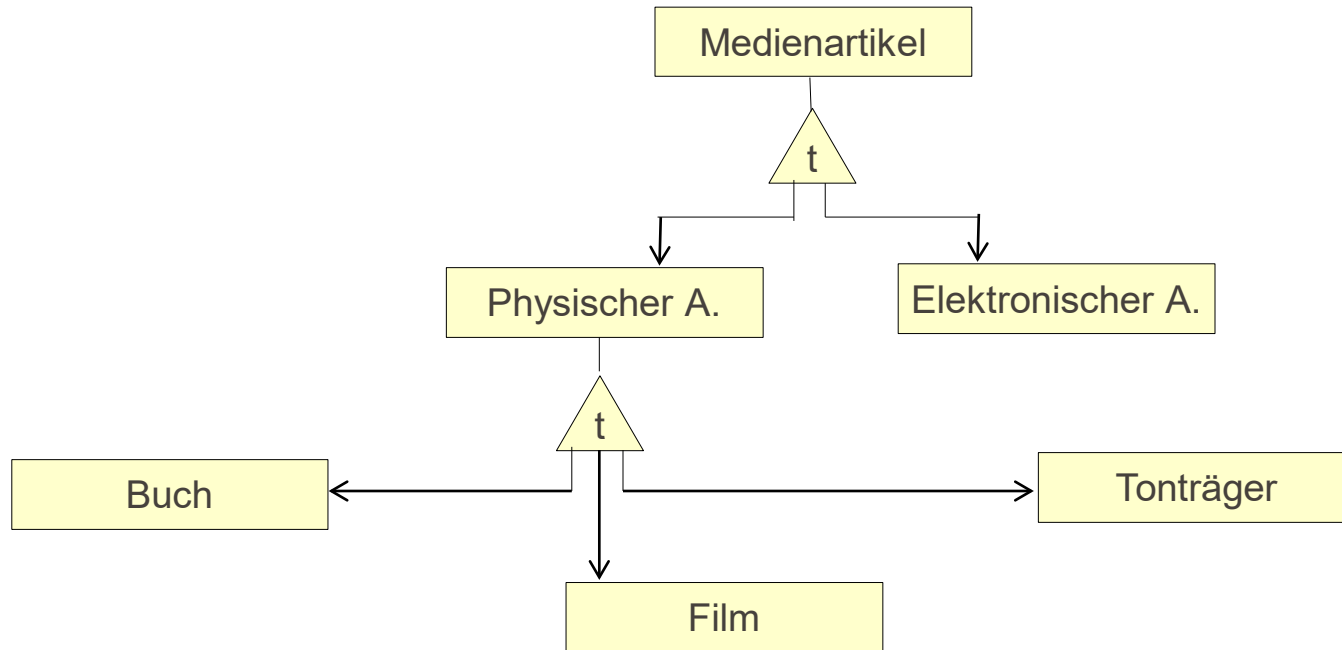 Medienartikel
t
Physischer A.
Elektronischer A.
t
Buch
Tonträger
Film